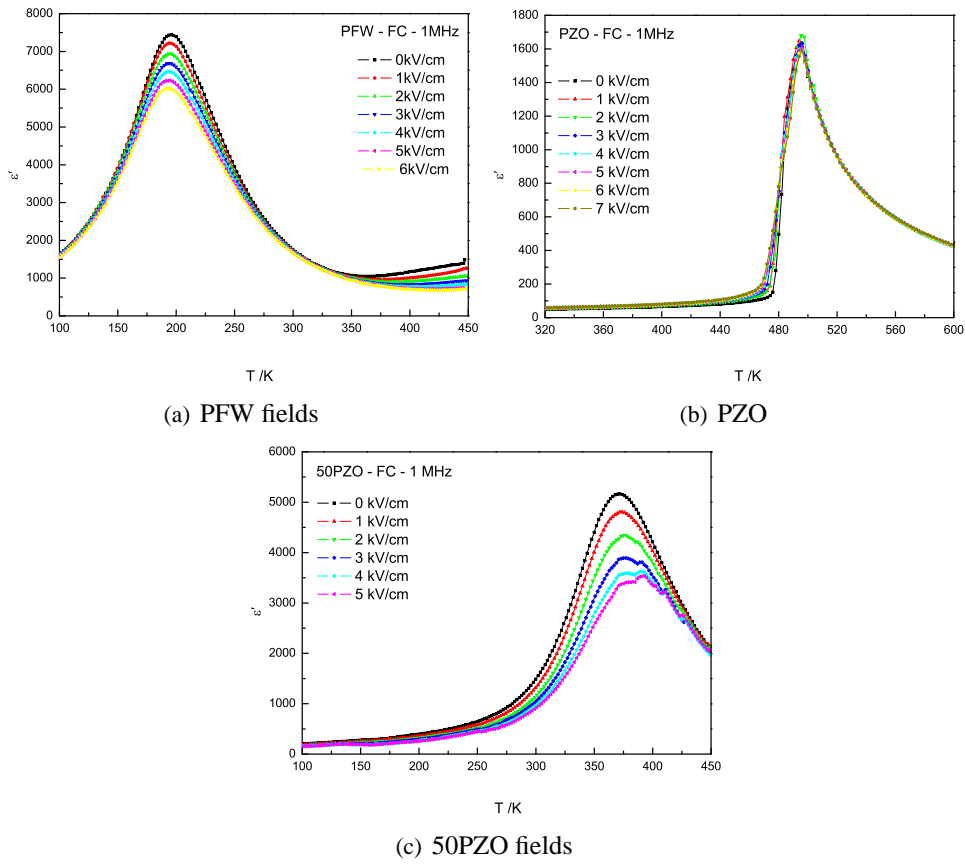 PFW - FC - 1MHz
0kV/cm
1kV/cm
2kV/cm
3kV/cm
4kV/cm
5kV/cm
6kV/cm
8000
7000
6000
5000
4000
3000
2000
1000
0
ε'
100 150 200 250 300 350 400 450
T /K
(a) PFW fields
PZO - FC - 1MHz
0 kV/cm
1 kV/cm
2 kV/cm
3 kV/cm
4 kV/cm
5 kV/cm
6 kV/cm
7 kV/cm
1800
1600
1400
1200
1000
800
600
400
200
0
ε'
320 360 400 440 480 520 560 600
T /K
(b) PZO
50PZO - FC - 1 MHz
0 kV/cm
1 kV/cm
2 kV/cm
3 kV/cm
4 kV/cm
5 kV/cm
6000
5000
4000
3000
2000
1000
0
ε'
100 150 200 250 300 350 400 450
T /K
(c) 50PZO fields